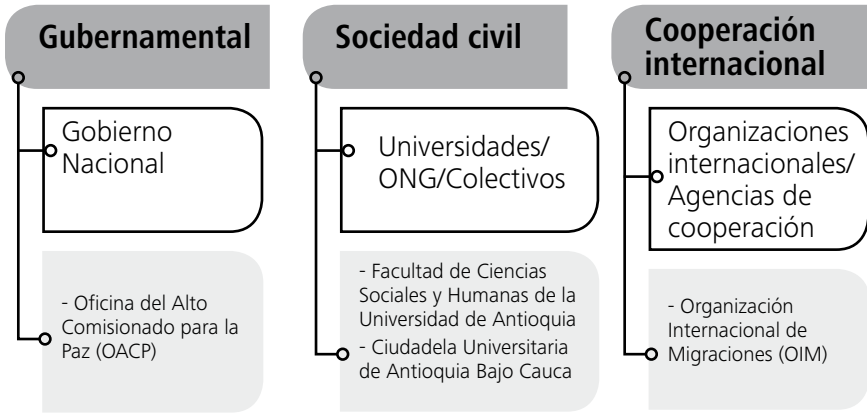 Gubernamental
Gobierno
Nacional
- Oficina del Alto
Comisionado para la
Paz (OACP)
Sociedad civil
Universidades/
ONG/Colectivos
- Facultad de Ciencias
Sociales y Humanas de la
Universidad de Antioquia
- Ciudadela Universitaria
de Antioquia Bajo Cauca
Cooperación
internacional
Organizaciones
internacionales/
Agencias de
cooperación
- Organización
Internacional de
Migraciones (OIM)